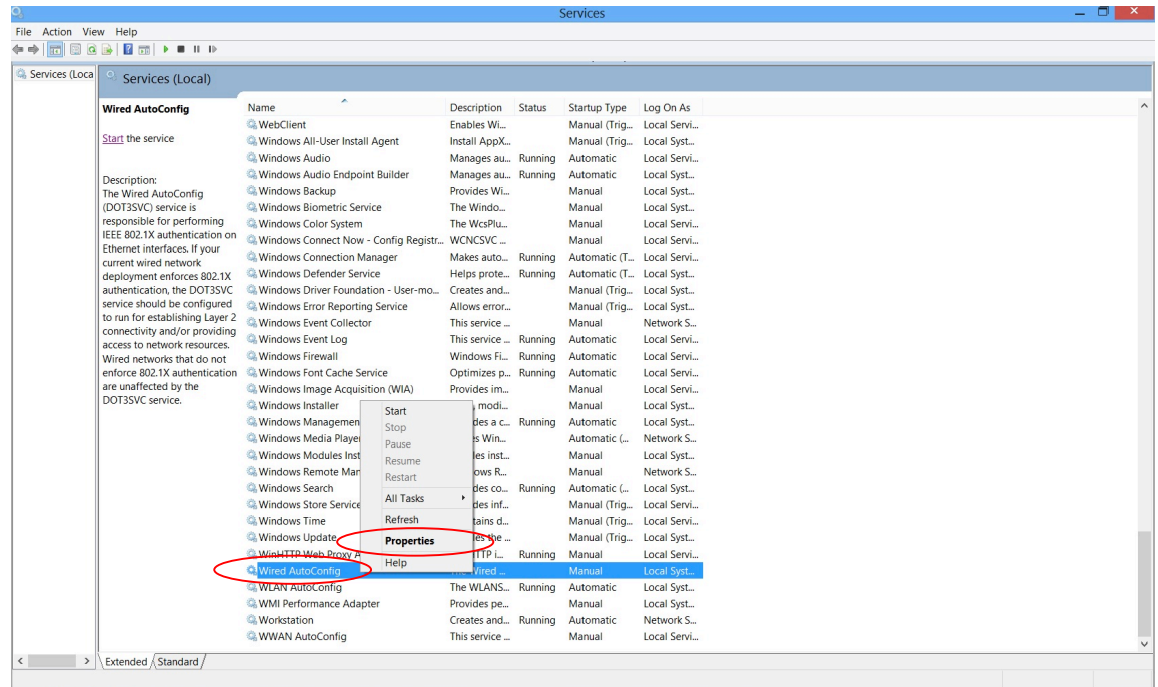 Services
File Action View Help
Services (Loca
Services (Local)
Wired AutoConfig
Start the service
Description:
The Wired AutoConfig
(DOT3SVC) service is
responsible for performing
IEEE 802.1X authentication on
Ethernet interfaces. If your
current wired network
deployment enforces 802.1X
authentication, the DOT3SVC
service should be configured
to run for establishing Layer 2
connectivity and/or providing
access to network resources.
Wired networks that do not
enforce 802.1X authentication
are unaffected by the
DOT3SVC service.
Name Description Status Startup Type Log On As
WebClient Enables Wi... Manual (Trig... Local Servi...
Windows All-User Install Agent Install AppX... Manual (Trig... Local Syst...
Windows Audio Manages au... Running Automatic Local Servi...
Windows Audio Endpoint Builder Manages au... Running Automatic Local Syst...
Windows Backup Provides Wi... Manual Local Syst...
Windows Biometric Service The Windo... Manual Local Syst...
Windows Color System The WcsPlu... Manual Local Servi...
Windows Connect Now - Config Registr... WCNCSVC ... Manual Local Servi...
Windows Connection Manager Makes auto... Running Automatic (T... Local Servi...
Windows Defender Service Helps prote... Running Automatic (T... Local Syst...
Windows Driver Foundation - User-mo... Creates and... Manual (Trig... Local Syst...
Windows Error Reporting Service Allows error... Manual (Trig... Local Syst...
Windows Event Collector This service ... Manual Network S...
Windows Event Log This service ... Running Automatic Local Servi...
Windows Firewall Windows Fi... Running Automatic Local Servi...
Windows Font Cache Service Optimizes p... Running Automatic Local Servi...
Windows Image Acquisition (WIA) Provides im... Manual Local Servi...
Windows Installer modi... Manual Local Syst...
Windows Managemen des a c... Running Automatic Local Syst...
Windows Media Playe es Win... Automatic (... Network S...
Windows Modules Inst des inst... Manual Local Syst...
Windows Remote Mar ows R... Manual Network S...
Windows Search des co... Running Automatic (... Local Syst...
Windows Store Service des inf... Manual (Trig... Local Syst...
Windows Time tains d... Manual (Trig... Local Servi...
Windows Update les the ... Manual (Trig... Local Syst...
WinHTTP Web Proxy A TTP i... Running Manual Local Servi...
Wired AutoConfig The Wired ... Manual Local Syst...
WLAN AutoConfig The WLANS... Running Automatic Local Syst...
WMI Performance Adapter Provides pe... Manual Local Syst...
Workstation Creates and... Running Automatic Network S...
WWAN AutoConfig This service ... Manual Local Servi...
Start
Stop
Pause
Resume
Restart
All Tasks
Refresh
Properties
Help
Extended Standard